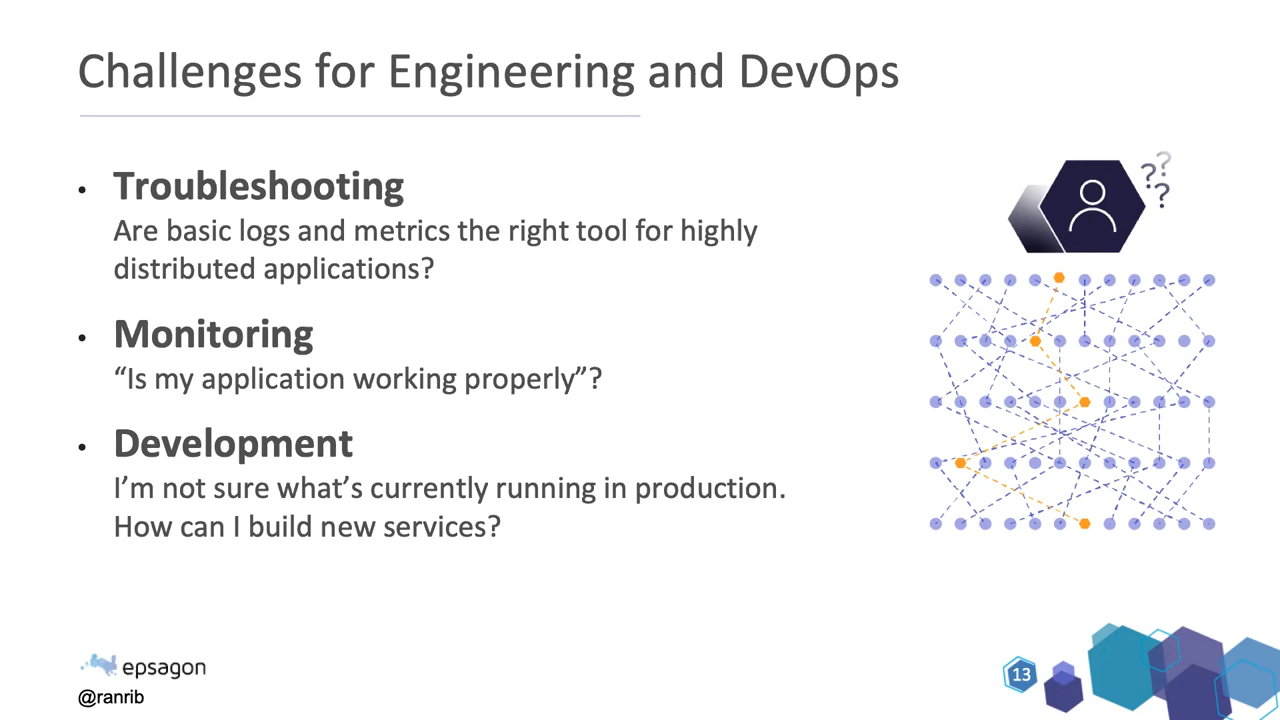 Challenges for Engineering and DevOps
• Troubleshooting
Are basic logs and metrics the right tool for highly
distributed applications?
• Monitoring
“Is my application working properly”?
• Development
I’m not sure what’s currently running in production.
How can I build new services?
???
epsagon
@ranrib
13